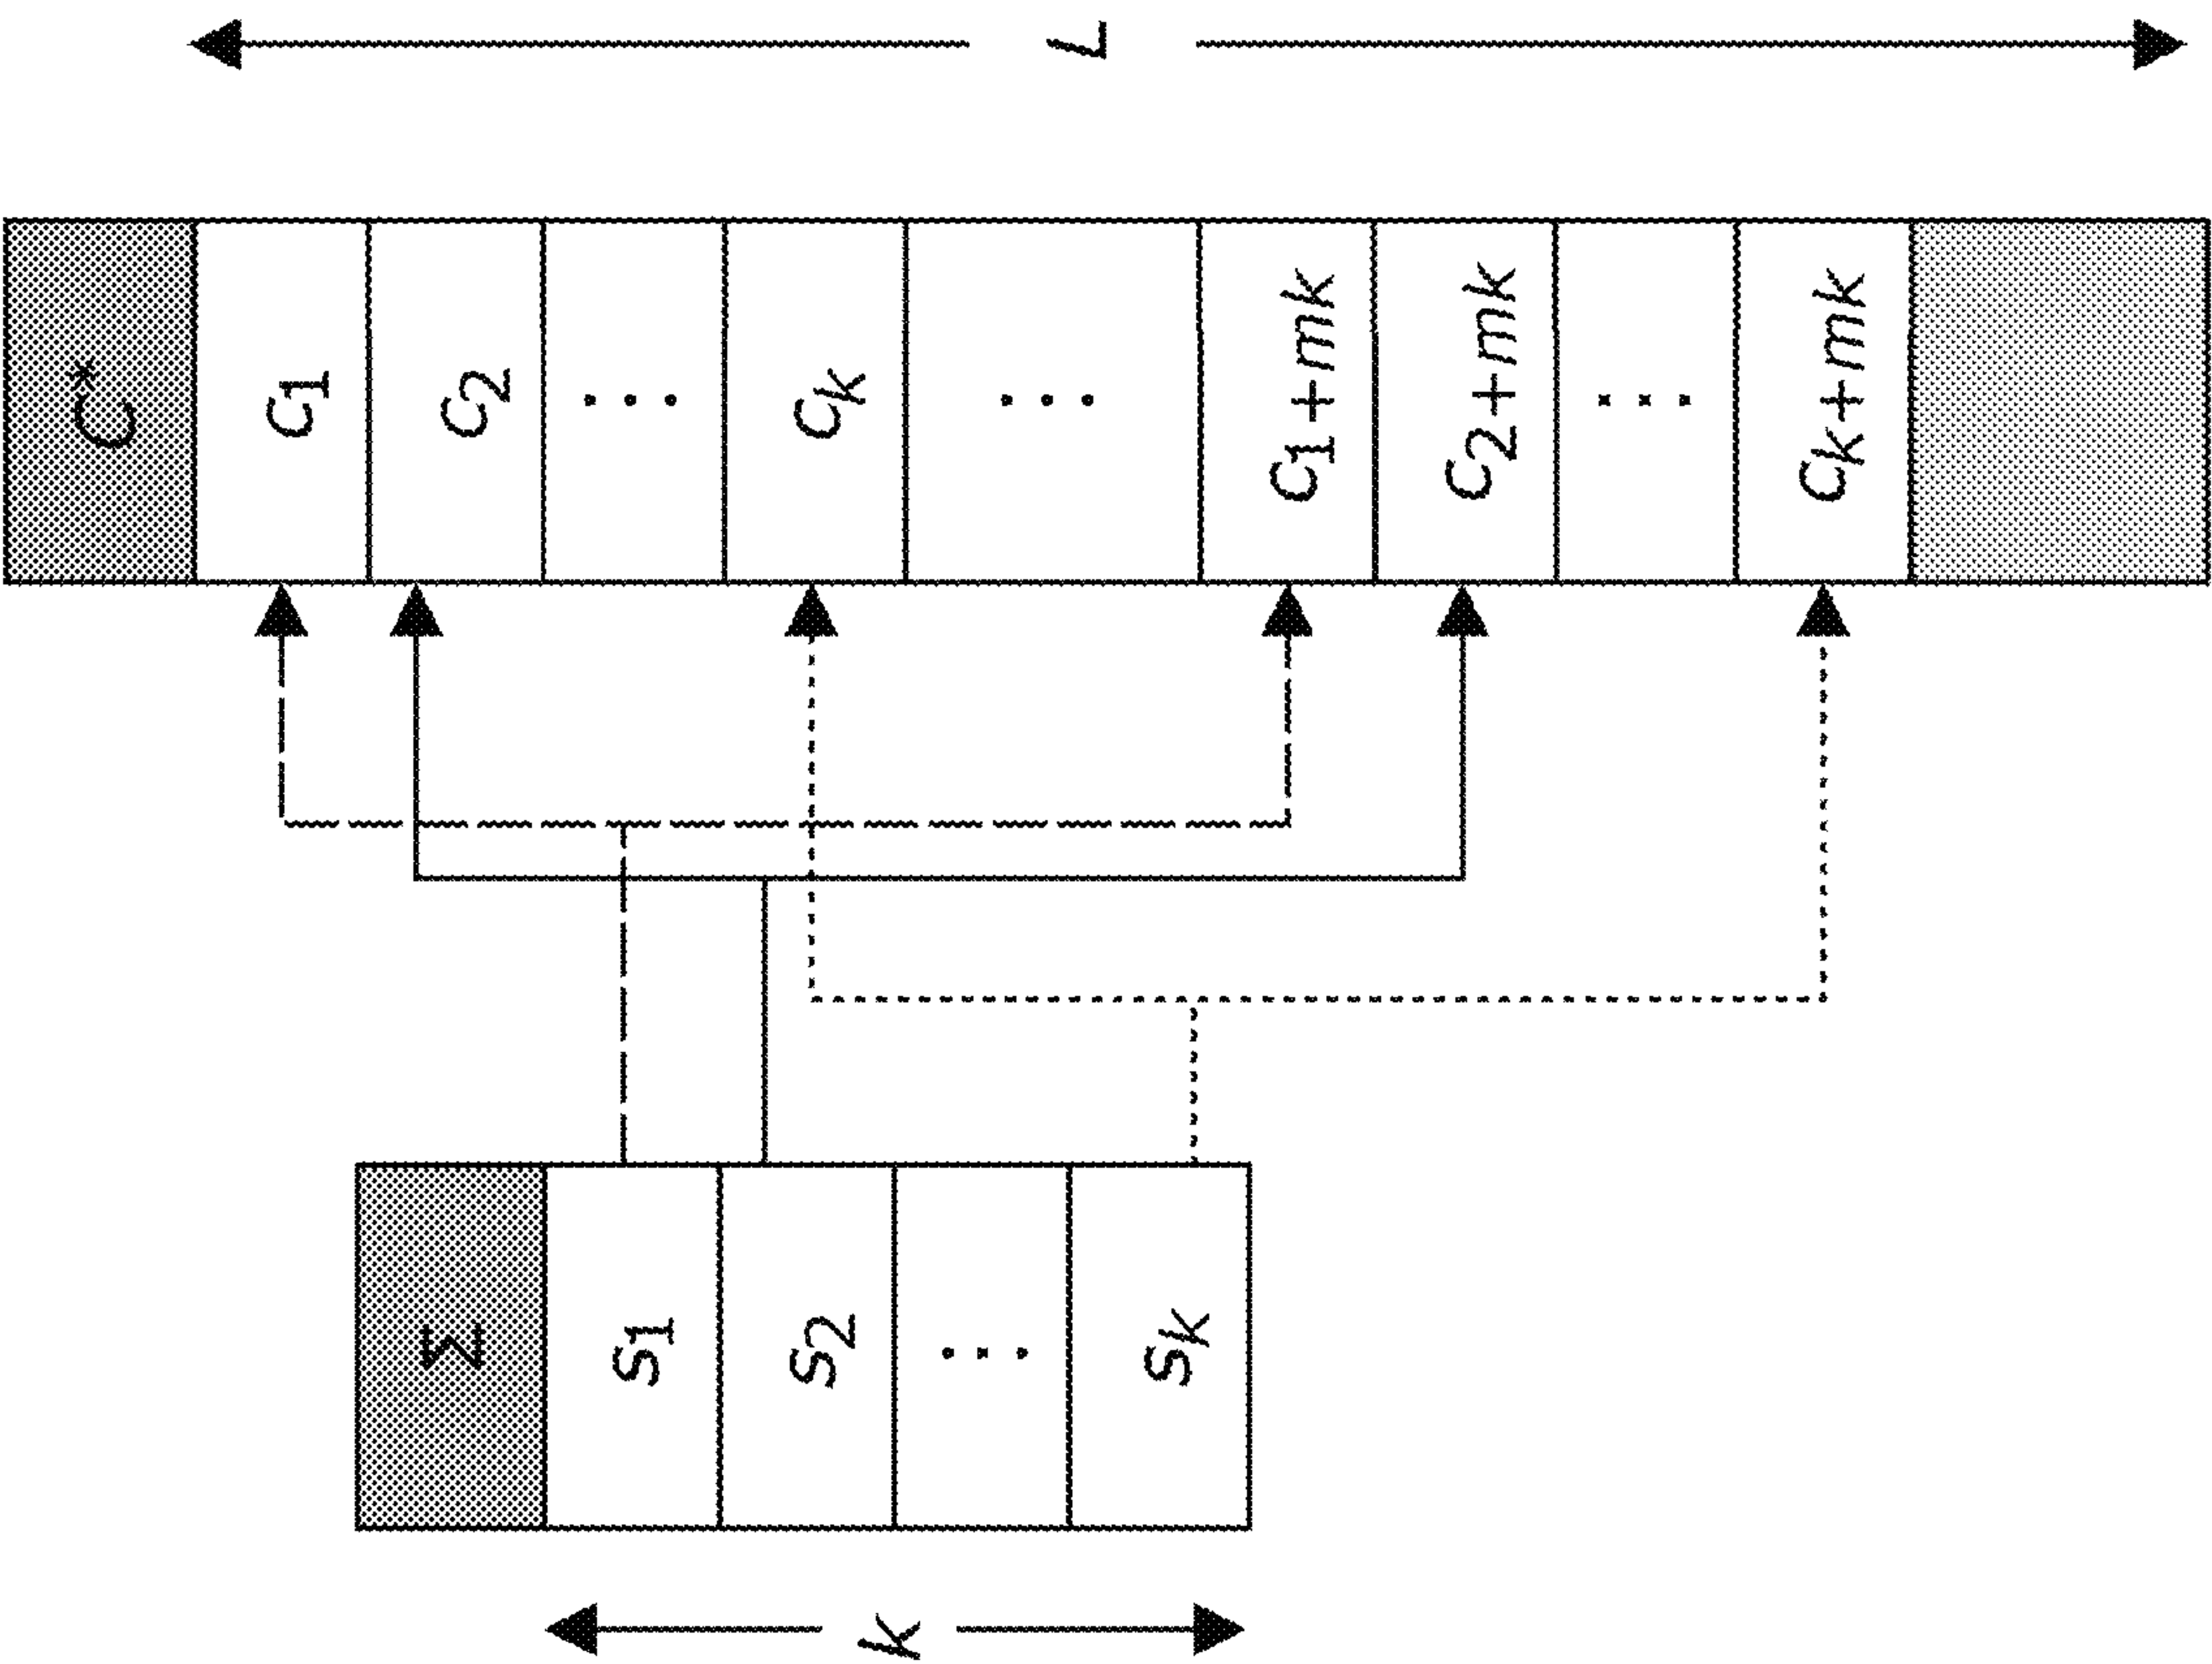 k
Σ
s₁
s₂
⋮
sₖ
C*
c₁
c₂
⋮
cₖ
⋮
c₁+mk
c₂+mk
⋮
cₖ+mk
L